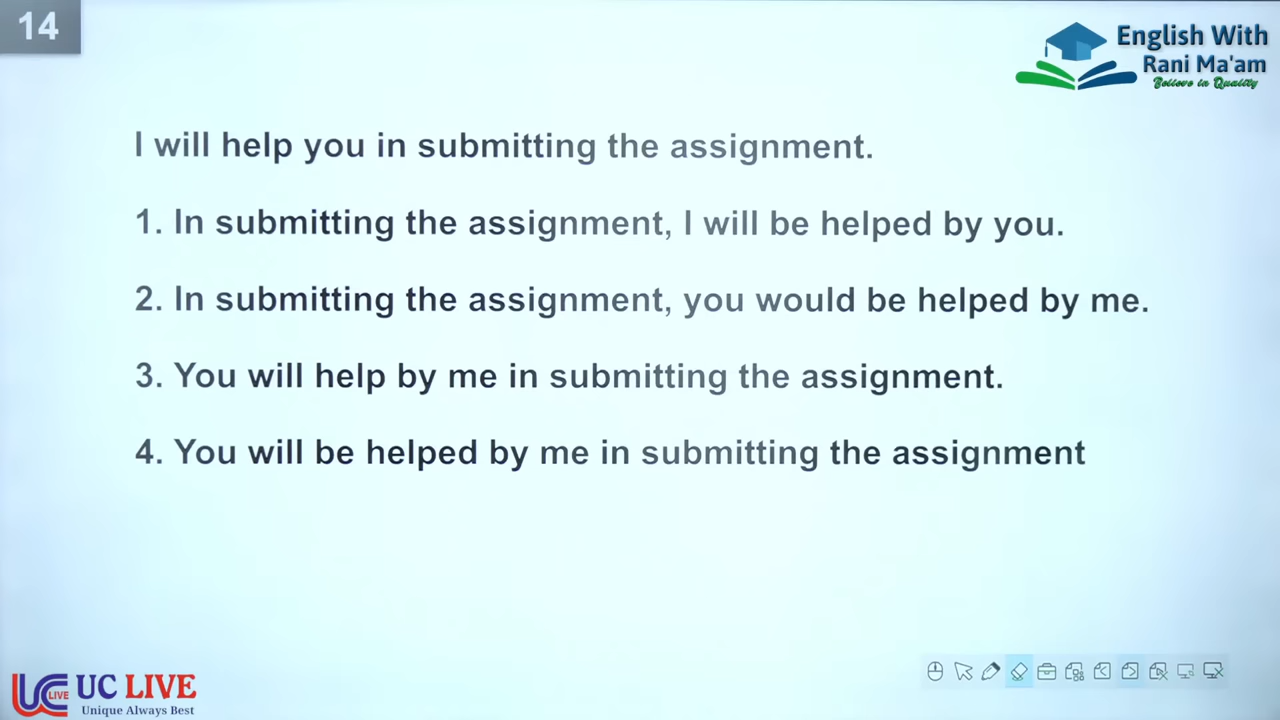 14
English With
Rani Ma'am
Believe in Quality
I will help you in submitting the assignment.
1. In submitting the assignment, I will be helped by you.
2. In submitting the assignment, you would be helped by me.
3. You will help by me in submitting the assignment.
4. You will be helped by me in submitting the assignment
UC LIVE
LIVE
Unique Always Best